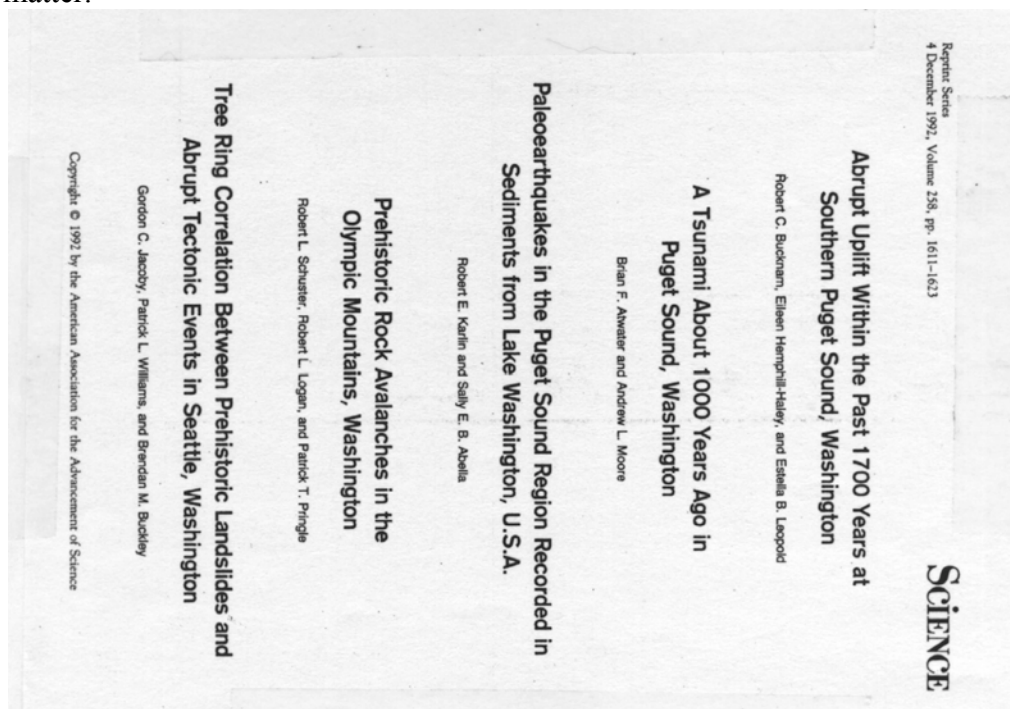 matter.
Reprint Series
4 December 1992, Volume 258, pp. 1611–1623
SCIENCE
Abrupt Uplift Within the Past 1700 Years at
Southern Puget Sound, Washington
Robert C. Bucknam, Eileen Hemphill-Haley, and Estella B. Leopold
A Tsunami About 1000 Years Ago in
Puget Sound, Washington
Brian F. Atwater and Andrew L. Moore
Paleoearthquakes in the Puget Sound Region Recorded in
Sediments from Lake Washington, U.S.A.
Robert E. Karlin and Sally E. B. Abella
Prehistoric Rock Avalanches in the
Olympic Mountains, Washington
Robert L. Schuster, Robert L. Logan, and Patrick T. Pringle
Tree Ring Correlation Between Prehistoric Landslides and
Abrupt Tectonic Events in Seattle, Washington
Gordon C. Jacoby, Patrick L. Williams, and Brendan M. Buckley
Copyright © 1992 by the American Association for the Advancement of Science